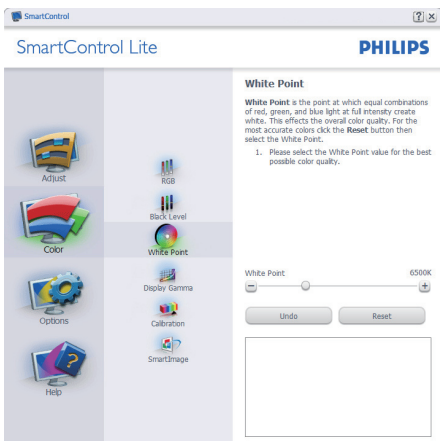 SmartControl
SmartControl Lite
PHILIPS
Adjust
Color
Options
Help
RGB
Black Level
White Point
Display Gamma
Calibration
SmartImage
White Point
White Point is the point at which equal combinations
of red, green, and blue light at full intensity create
white. This effects the overall color quality. For the
most accurate colors click the Reset button then
select the White Point.
1. Please select the White Point value for the best
possible color quality.
White Point 6500K
Undo Reset